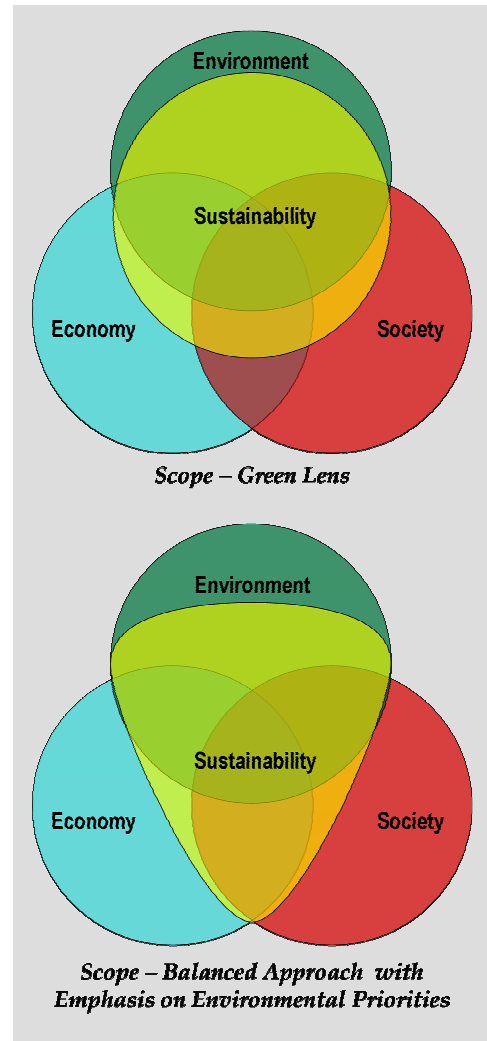 Environment
Sustainability
Economy
Society
Scope – Green Lens
Environment
Sustainability
Economy
Society
Scope – Balanced Approach with
Emphasis on Environmental Priorities